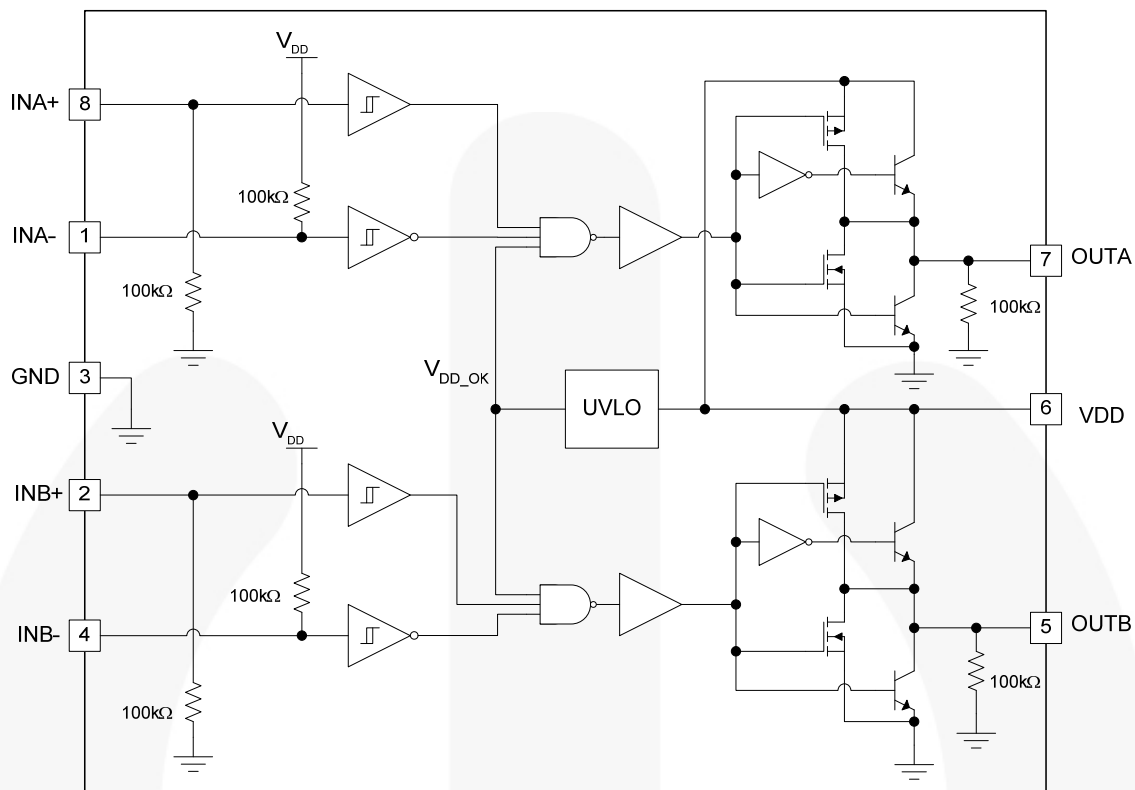 VDD
INA+
8
100kΩ
INA-
1
100kΩ
7
OUTA
100kΩ
GND
3
VDD_OK
UVLO
6
VDD
VDD
INB+
2
100kΩ
INB-
4
5
OUTB
100kΩ
100kΩ